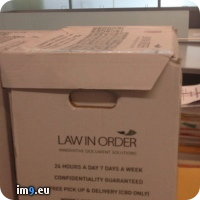 LAW IN ORDER
INNOVATIVE DOCUMENT SOLUTIONS
24 HOURS A DAY 7 DAYS A WEEK
CONFIDENTIALITY GUARANTEED
FREE PICK UP & DELIVERY (CBD ONLY)
im9.eu